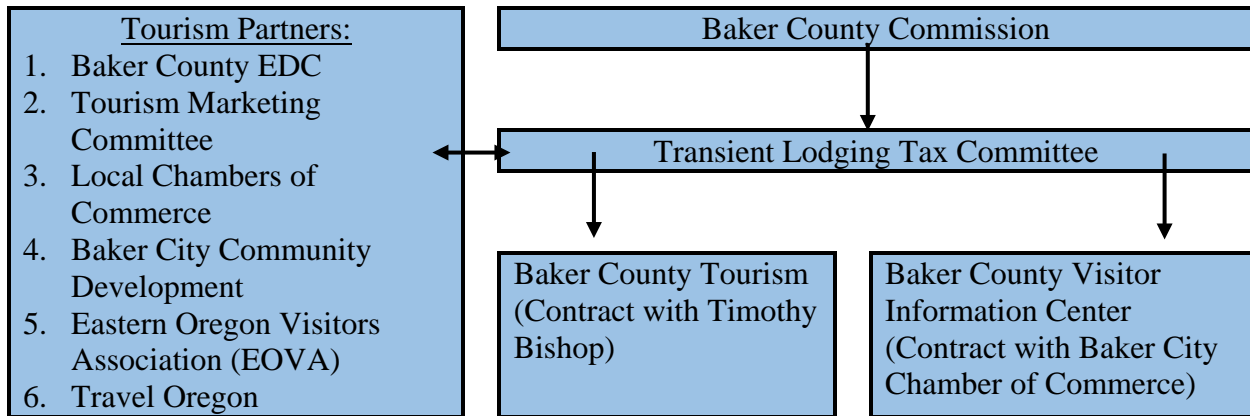 Tourism Partners:
1. Baker County EDC
2. Tourism Marketing
Committee
3. Local Chambers of
Commerce
4. Baker City Community
Development
5. Eastern Oregon Visitors
Association (EOVA)
6. Travel Oregon
Baker County Commission
Transient Lodging Tax Committee
Baker County Tourism
(Contract with Timothy
Bishop)
Baker County Visitor
Information Center
(Contract with Baker City
Chamber of Commerce)